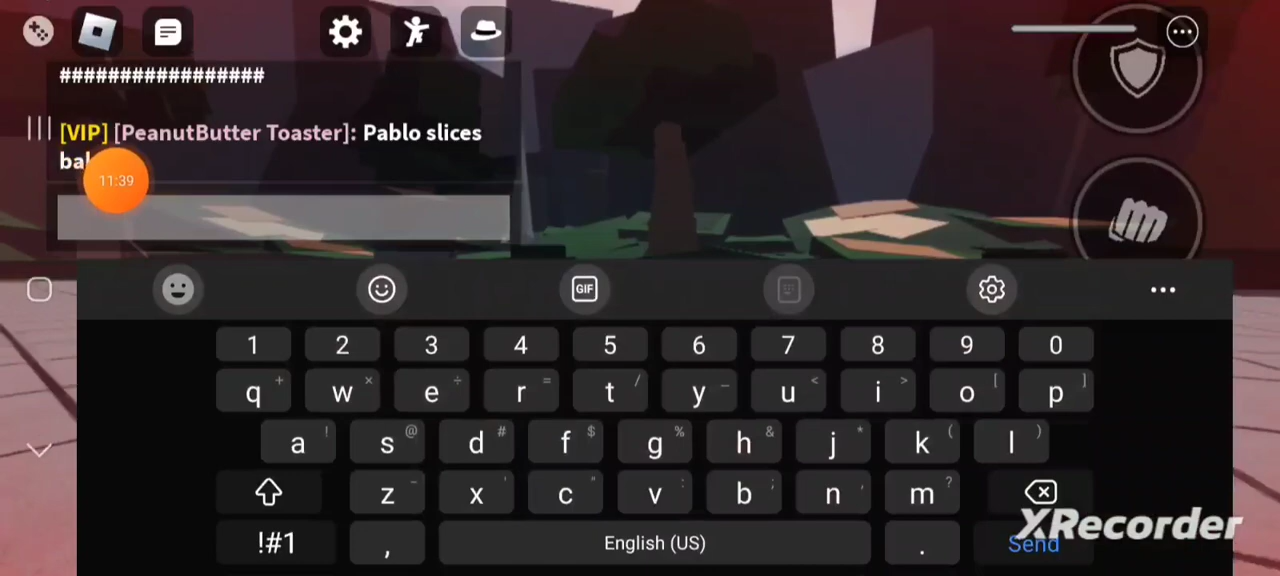 #################
[VIP] [PeanutButter Toaster]: Pablo slices
11:39
GIF
1 2 3 4 5 6 7 8 9 0
q + w × e ÷ r = t / y _ u < i > o [ p ]
a ! s @ d # f $ g % h & j * k ( l )
z - x ' c " v : b ; n , m ?
!#1 , English (US) . Send
XRecorder